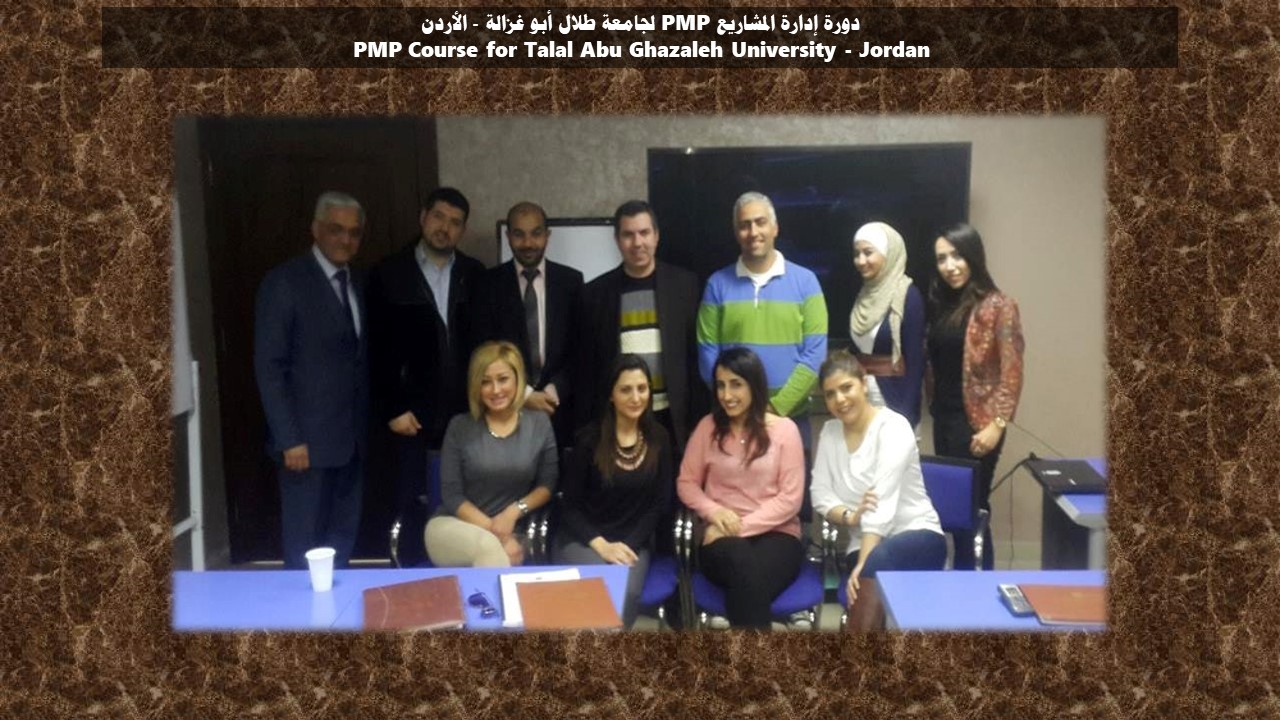 دورة إدارة المشاريع PMP لجامعة طلال أبو غزالة - الأردن
PMP Course for Talal Abu Ghazaleh University - Jordan